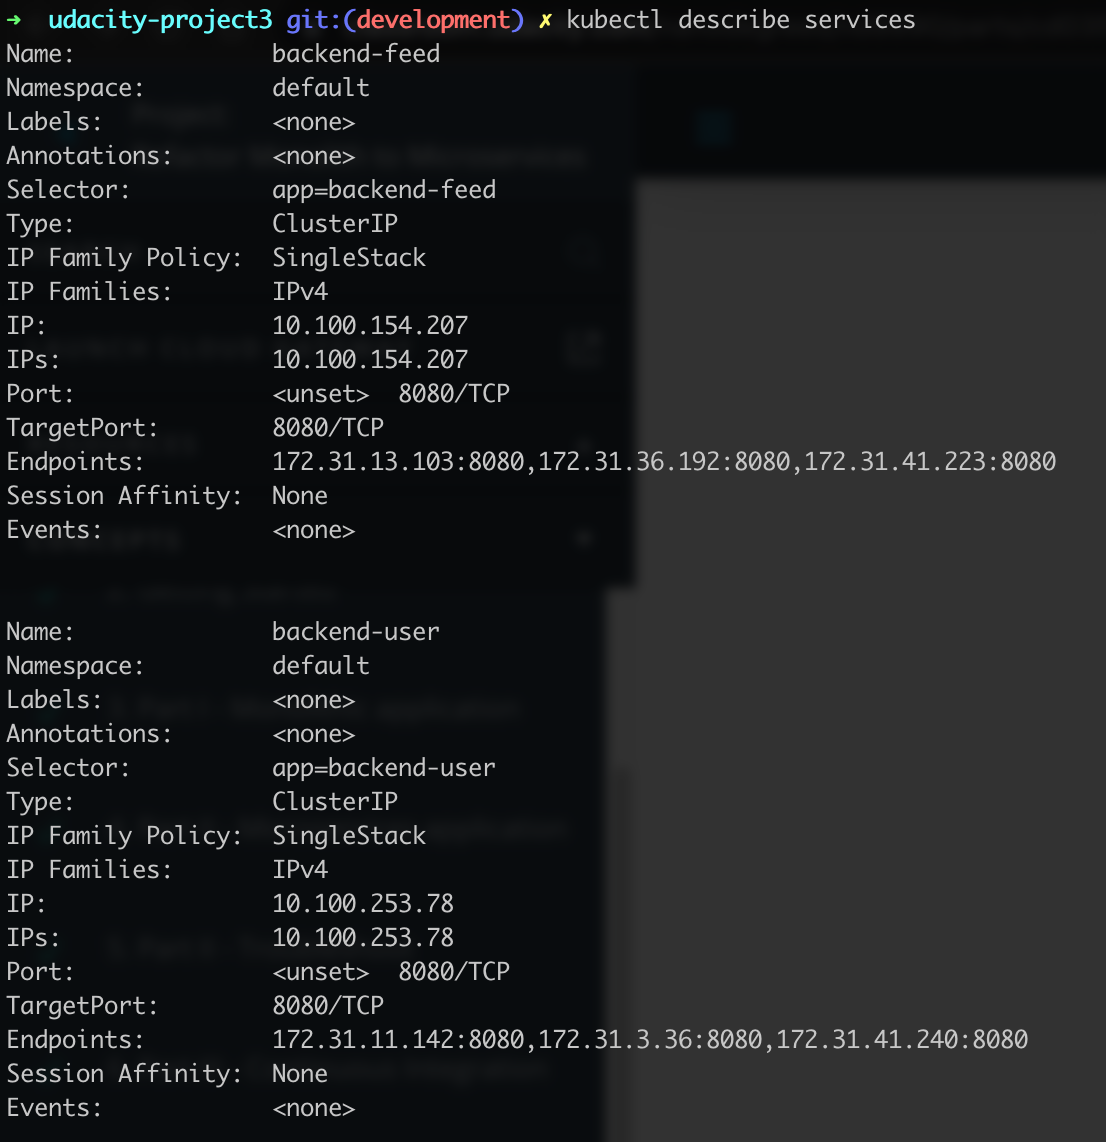 ➜ udacity-project3 git:(development) ✗ kubectl describe services
Name: backend-feed
Namespace: default
Labels: <none>
Annotations: <none>
Selector: app=backend-feed
Type: ClusterIP
IP Family Policy: SingleStack
IP Families: IPv4
IP: 10.100.154.207
IPs: 10.100.154.207
Port: <unset> 8080/TCP
TargetPort: 8080/TCP
Endpoints: 172.31.13.103:8080,172.31.36.192:8080,172.31.41.223:8080
Session Affinity: None
Events: <none>
Name: backend-user
Namespace: default
Labels: <none>
Annotations: <none>
Selector: app=backend-user
Type: ClusterIP
IP Family Policy: SingleStack
IP Families: IPv4
IP: 10.100.253.78
IPs: 10.100.253.78
Port: <unset> 8080/TCP
TargetPort: 8080/TCP
Endpoints: 172.31.11.142:8080,172.31.3.36:8080,172.31.41.240:8080
Session Affinity: None
Events: <none>